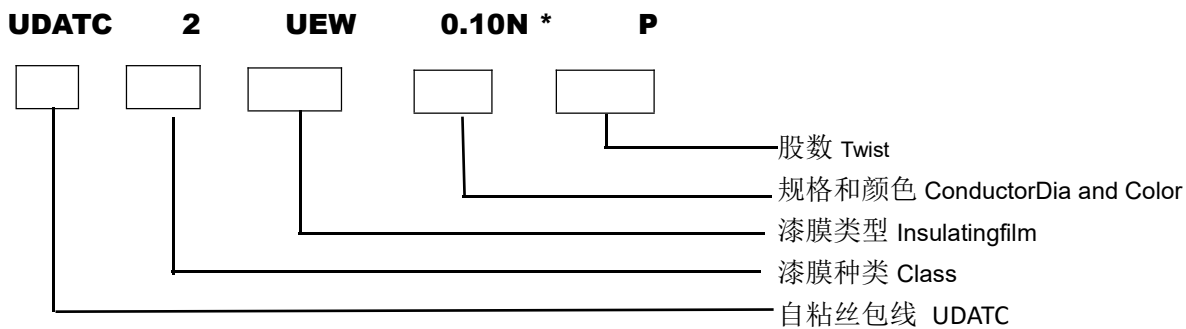 UDATC 2 UEW 0.10N * P
股数 Twist
规格和颜色 ConductorDia and Color
漆膜类型 Insulatingfilm
漆膜种类 Class
自粘丝包线 UDATC